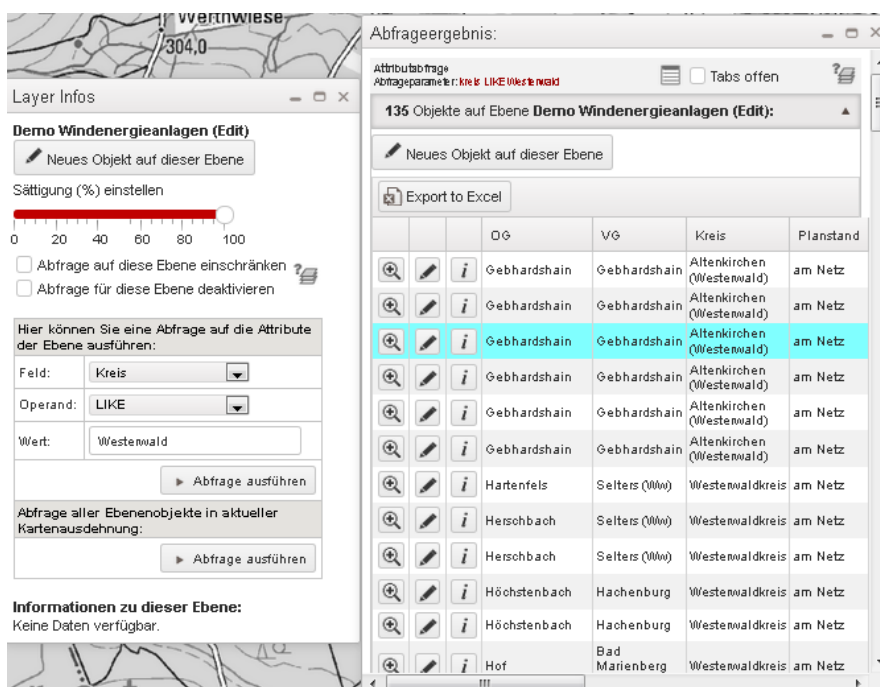 Werthwiese
304,0
Layer Infos
Demo Windenergieanlagen (Edit)
Neues Objekt auf dieser Ebene
Sättigung (%) einstellen
0 20 40 60 80 100
Abfrage auf diese Ebene einschränken
Abfrage für diese Ebene deaktivieren
Hier können Sie eine Abfrage auf die Attribute
der Ebene ausführen:
Feld: Kreis
Operand: LIKE
Wert: Westerwald
Abfrage ausführen
Abfrage aller Ebenenobjekte in aktueller
Kartenausdehnung:
Abfrage ausführen
Informationen zu dieser Ebene:
Keine Daten verfügbar.
Abfrageergebnis:
Attributabfrage
Abfrageparameter: kreis LIKE Westerwald
Tabs offen
135 Objekte auf Ebene Demo Windenergieanlagen (Edit):
Neues Objekt auf dieser Ebene
Export to Excel
OG VG Kreis Planstand
Gebhardshain Gebhardshain Altenkirchen (Westerwald) am Netz
Gebhardshain Gebhardshain Altenkirchen (Westerwald) am Netz
Gebhardshain Gebhardshain Altenkirchen (Westerwald) am Netz
Gebhardshain Gebhardshain Altenkirchen (Westerwald) am Netz
Gebhardshain Gebhardshain Altenkirchen (Westerwald) am Netz
Gebhardshain Gebhardshain Altenkirchen (Westerwald) am Netz
Hartenfels Selters (Ww) Westerwaldkreis am Netz
Herschbach Selters (Ww) Westerwaldkreis am Netz
Herschbach Selters (Ww) Westerwaldkreis am Netz
Höchstenbach Hachenburg Westerwaldkreis am Netz
Höchstenbach Hachenburg Westerwaldkreis am Netz
Hof Bad Marienberg Westerwaldkreis am Netz